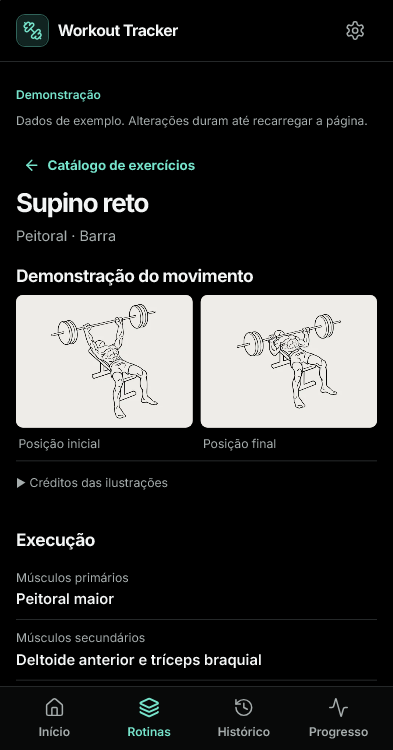 Workout Tracker
Demonstração
Dados de exemplo. Alterações duram até recarregar a página.
Catálogo de exercícios
Supino reto
Peitoral · Barra
Demonstração do movimento
Posição inicial
Posição final
Créditos das ilustrações
Execução
Músculos primários
Peitoral maior
Músculos secundários
Deltoide anterior e tríceps braquial
Início
Rotinas
Histórico
Progresso